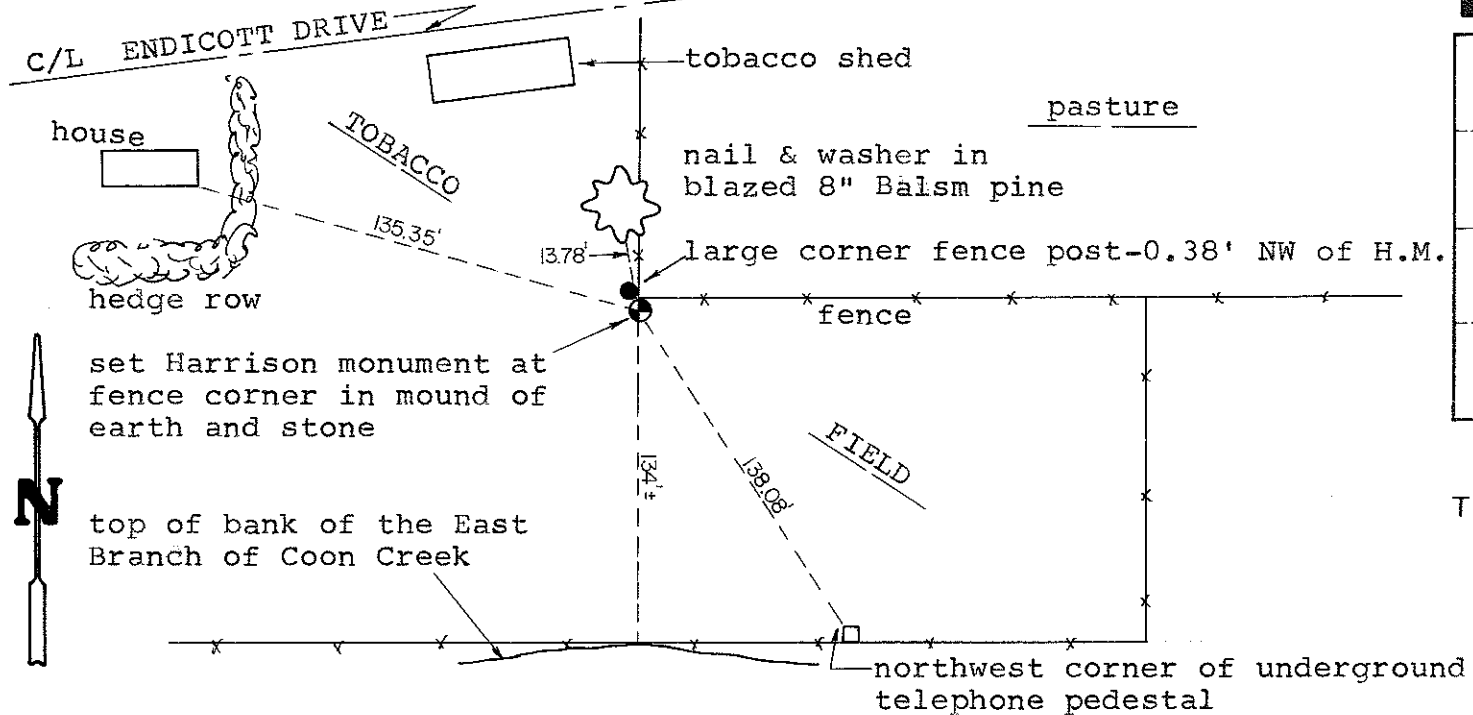 C/L ENDICOTT DRIVE
tobacco shed
pasture
house
TOBACCO
nail & washer in
blazed 8" Balsm pine
135.35'
13.78'
large corner fence post-0.38' NW of H.M.
hedge row
fence
set Harrison monument at
fence corner in mound of
earth and stone
FIELD
134'±
138.08'
N
top of bank of the East
Branch of Coon Creek
T
northwest corner of underground
telephone pedestal